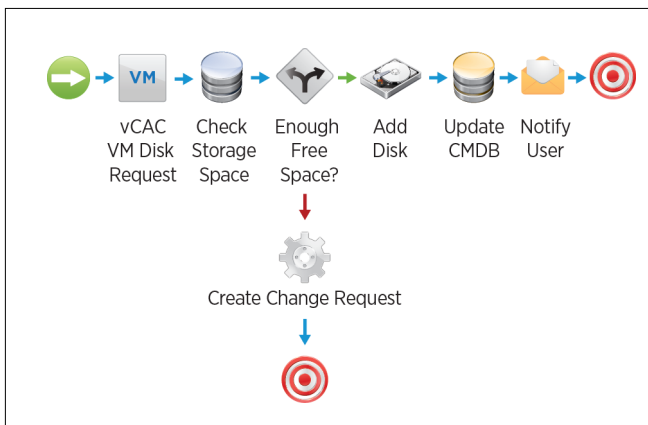 VM
vCAC
VM Disk
Request
Check
Storage
Space
Enough
Free
Space?
Add
Disk
Update
CMDB
Notify
User
Create Change Request